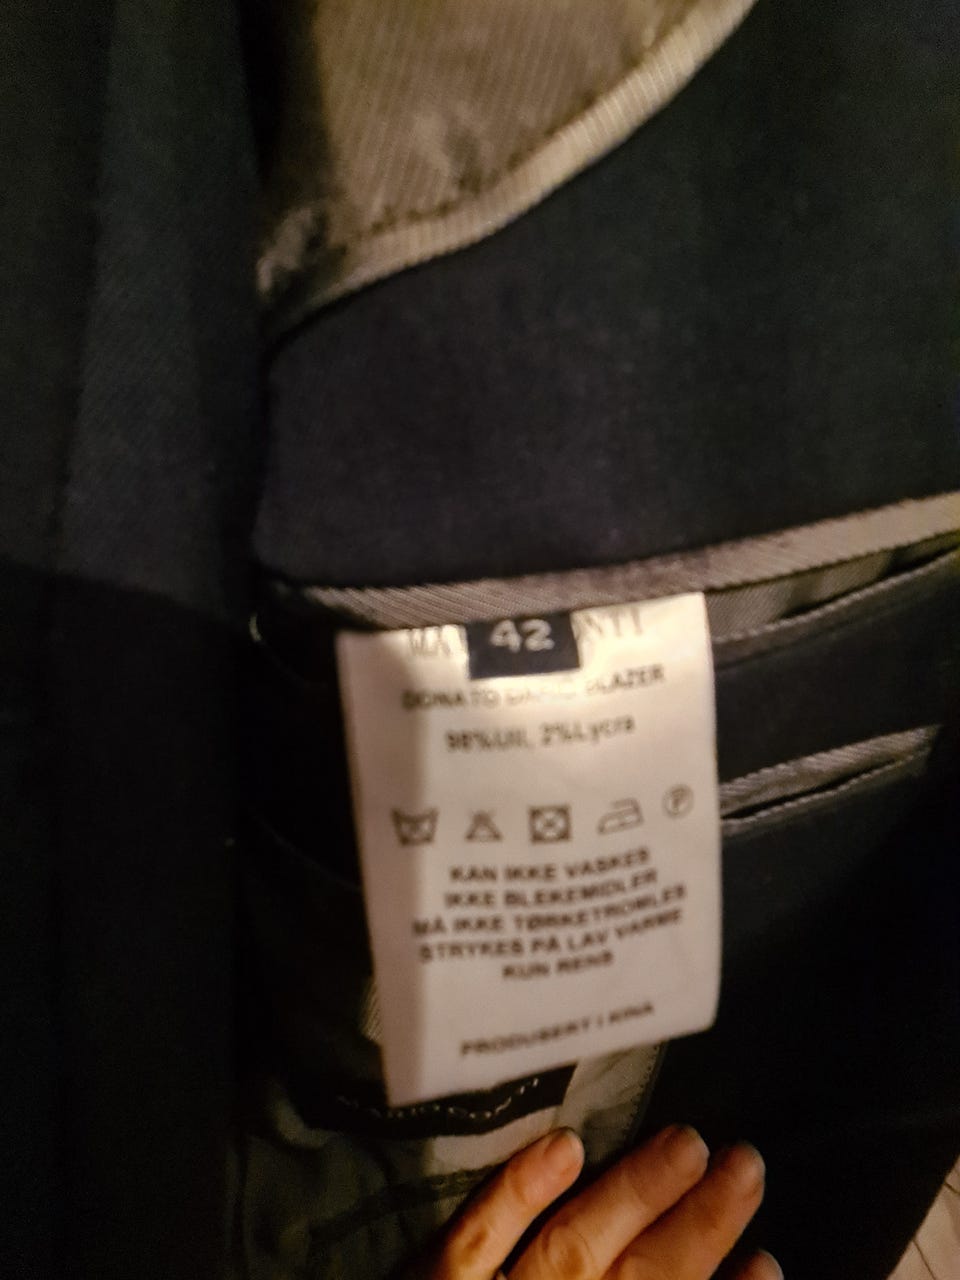 42
98%Ull, 2%Lycra
KAN IKKE VASKES
IKKE BLEKEMIDLER
MÅ IKKE TØRKETROMLES
STRYKES PÅ LAV VARME
KUN RENS
PRODUSERT I KINA
BLAZER
P